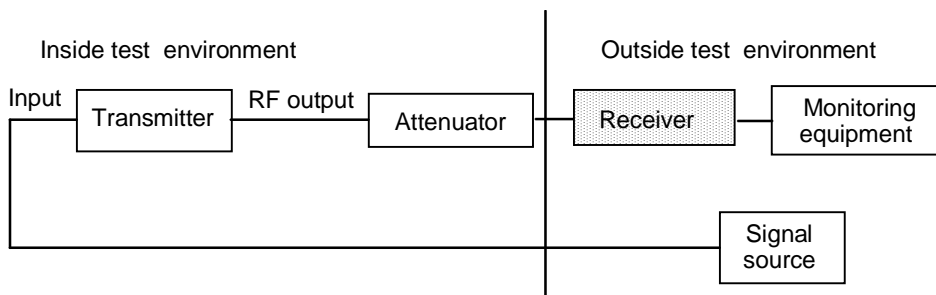 Inside test environment
Outside test environment
Input
Transmitter
RF output
Attenuator
Receiver
Monitoring
equipment
Signal
source